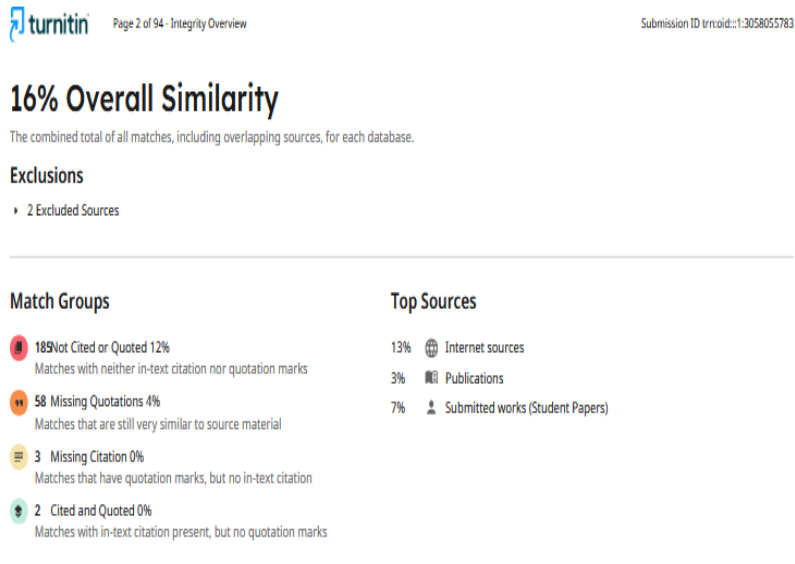 turnitin Page 2 of 94 - Integrity Overview Submission ID trn:oid:::1:3058055783
16% Overall Similarity
The combined total of all matches, including overlapping sources, for each database.
Exclusions
2 Excluded Sources
Match Groups
185 Not Cited or Quoted 12%
Matches with neither in-text citation nor quotation marks
58 Missing Quotations 4%
Matches that are still very similar to source material
3 Missing Citation 0%
Matches that have quotation marks, but no in-text citation
2 Cited and Quoted 0%
Matches with in-text citation present, but no quotation marks
Top Sources
13% Internet sources
3% Publications
7% Submitted works (Student Papers)